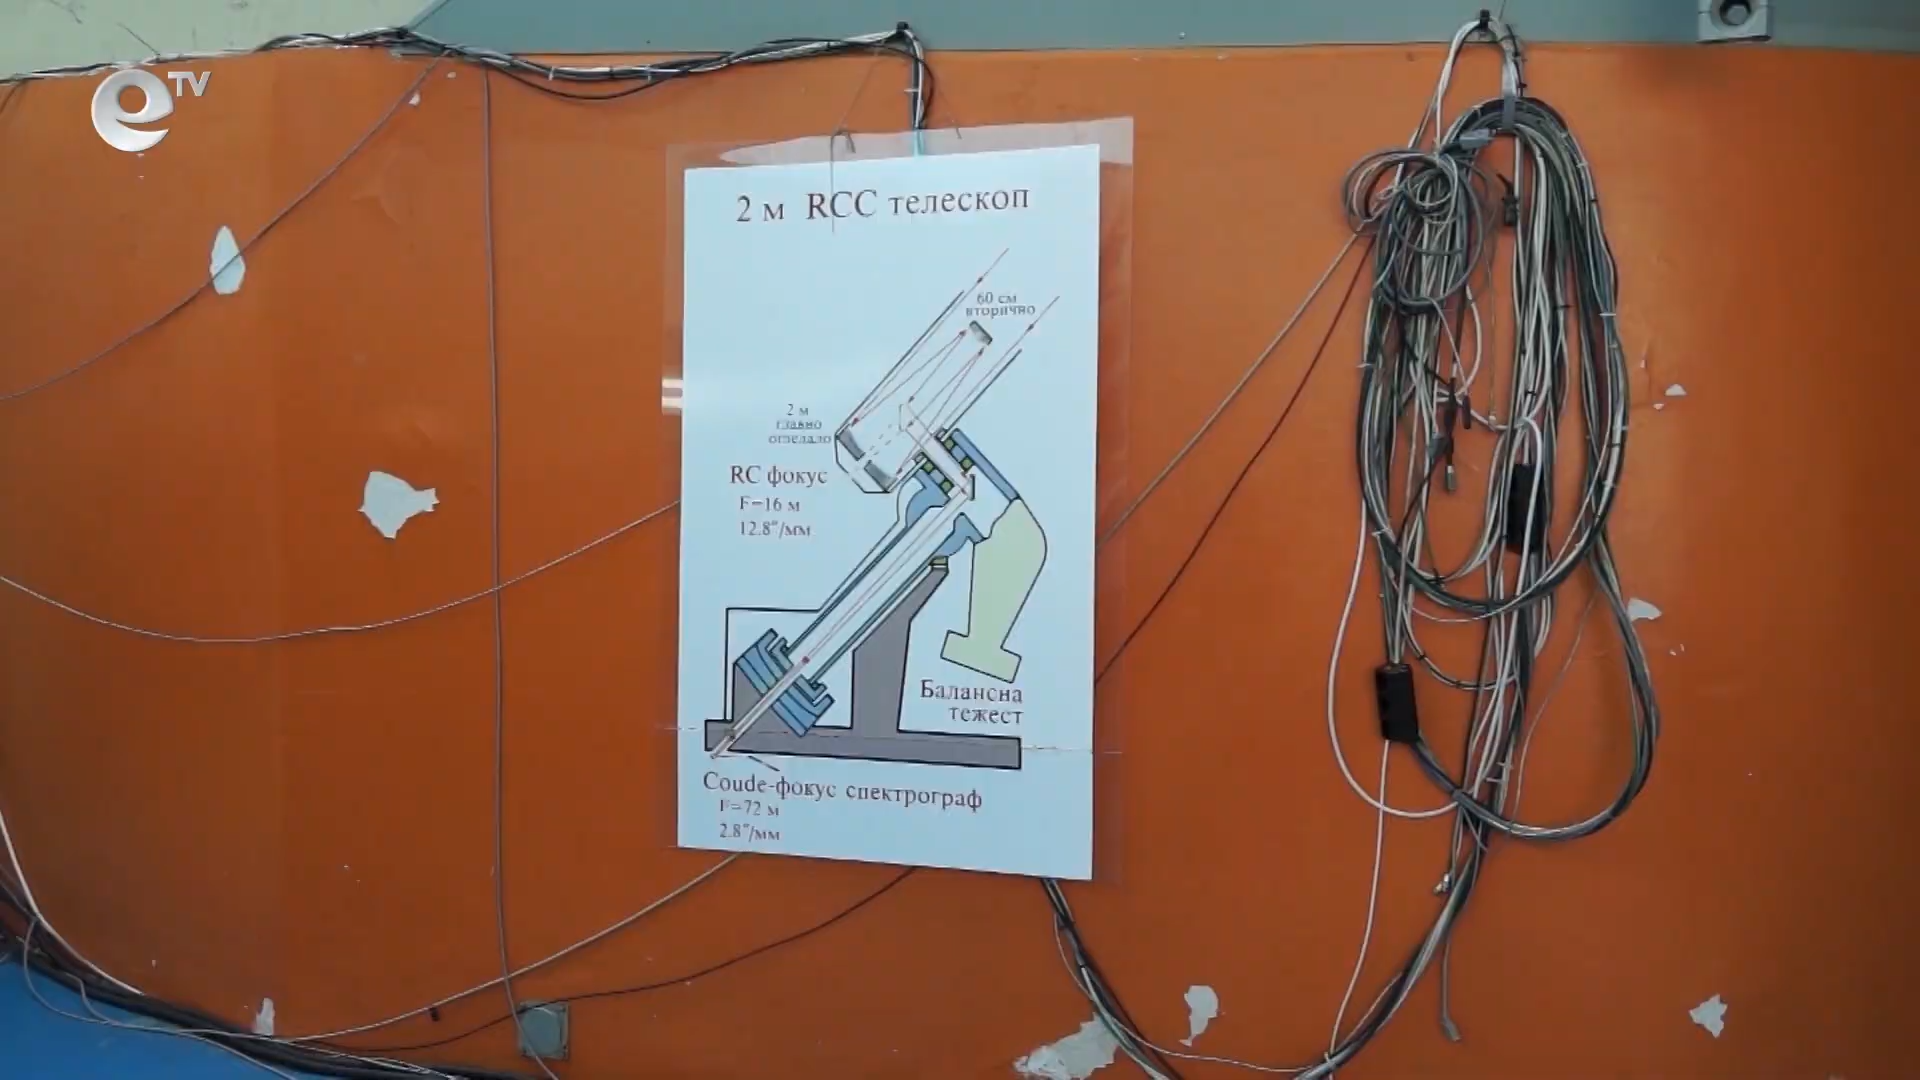 e TV
2 м RCC телескоп
60 см
вторично
2 м
главно
огледало
RC фокус
F=16 м
12.8"/мм
Балансна
тежест
Coude-фокус спектрограф
F=72 м
2.8"/мм